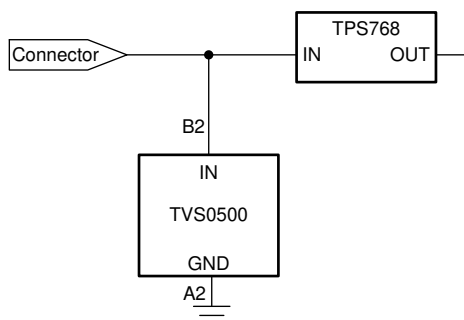 TPS768
Connector
IN
OUT
B2
IN
TVS0500
GND
A2